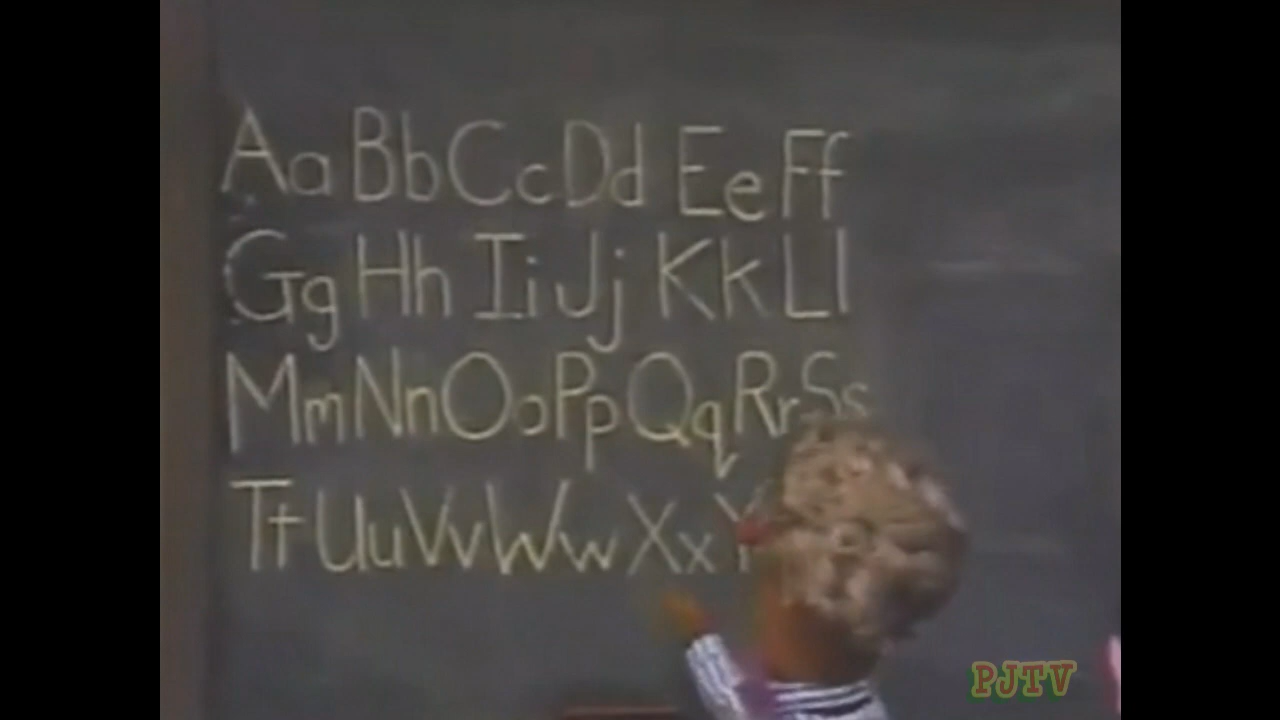 Aa Bb Cc Dd Ee Ff
Gg Hh Ii Jj Kk Ll
Mm Nn Oo Pp Qq Rr Ss
Tt Uu Vv Ww Xx Y
PJTV